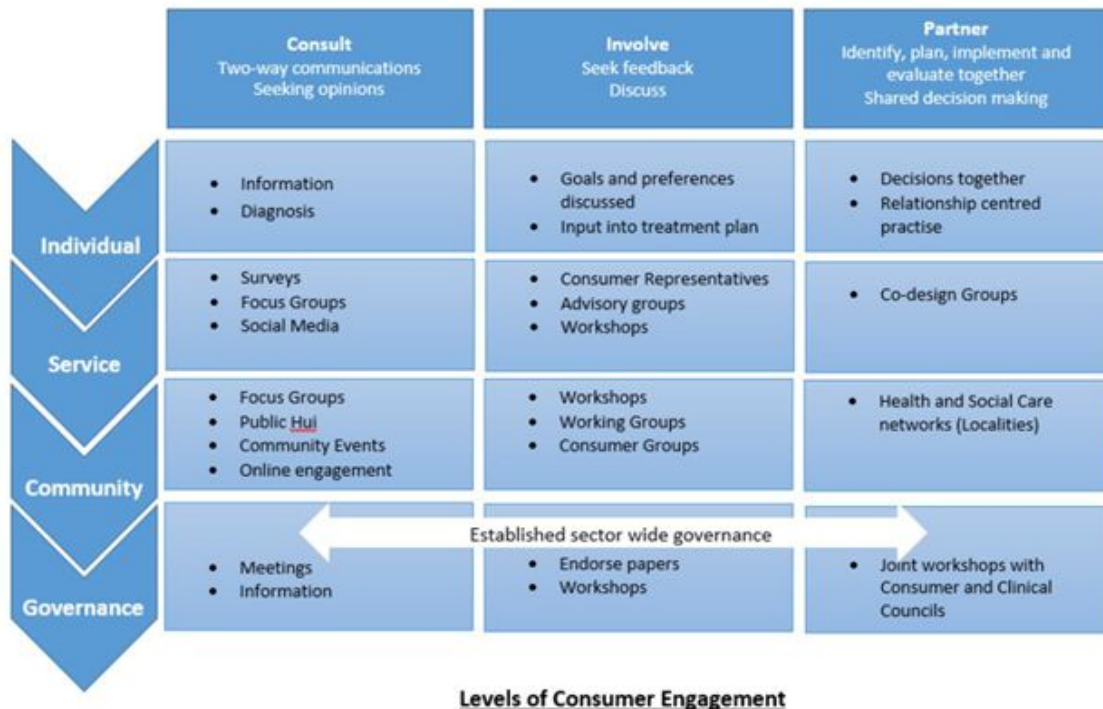 Consult
Two-way communications
Seeking opinions
Involve
Seek feedback
Discuss
Partner
Identify, plan, implement and
evaluate together
Shared decision making
Individual
• Information
• Diagnosis
• Goals and preferences
discussed
• Input into treatment plan
• Decisions together
• Relationship centred
practise
Service
• Surveys
• Focus Groups
• Social Media
• Consumer Representatives
• Advisory groups
• Workshops
• Co-design Groups
Community
• Focus Groups
• Public Hui
• Community Events
• Online engagement
• Workshops
• Working Groups
• Consumer Groups
• Health and Social Care
networks (Localities)
Established sector wide governance
Governance
• Meetings
• Information
• Endorse papers
• Workshops
• Joint workshops with
Consumer and Clinical
Councils
Levels of Consumer Engagement